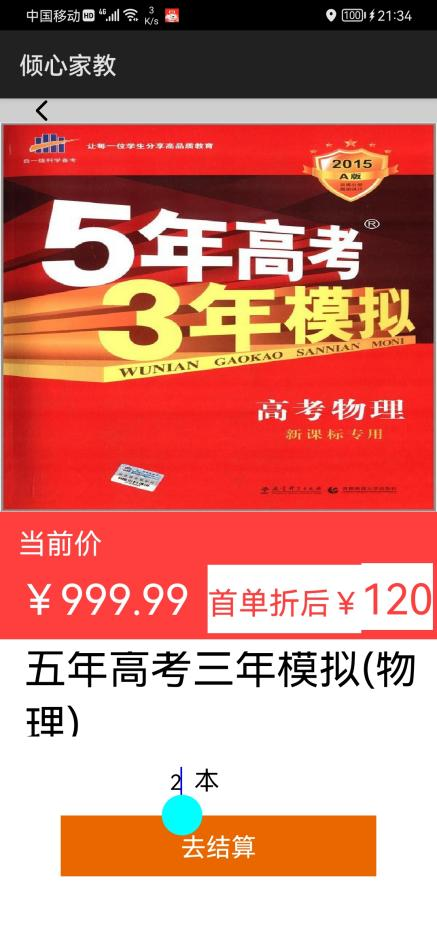 中国移动 HD 4G 3 K/s 100 21:34
倾心家教
让每一位学生分享高品质教育
2015
A版
5年高考®
3年模拟
WUNIAN GAOKAO SANNIAN MONI
高考物理
新课标专用
当前价
￥999.99 首单折后￥120
五年高考三年模拟(物
理)
2 本
去结算